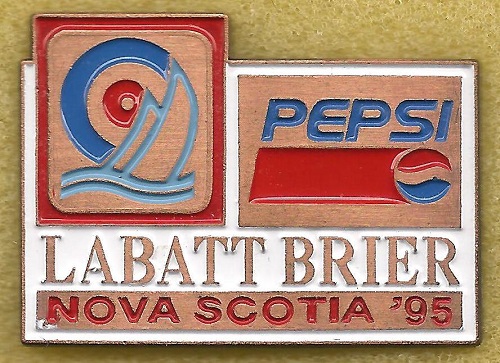 PEPSI
LABATT BRIER
NOVA SCOTIA '95